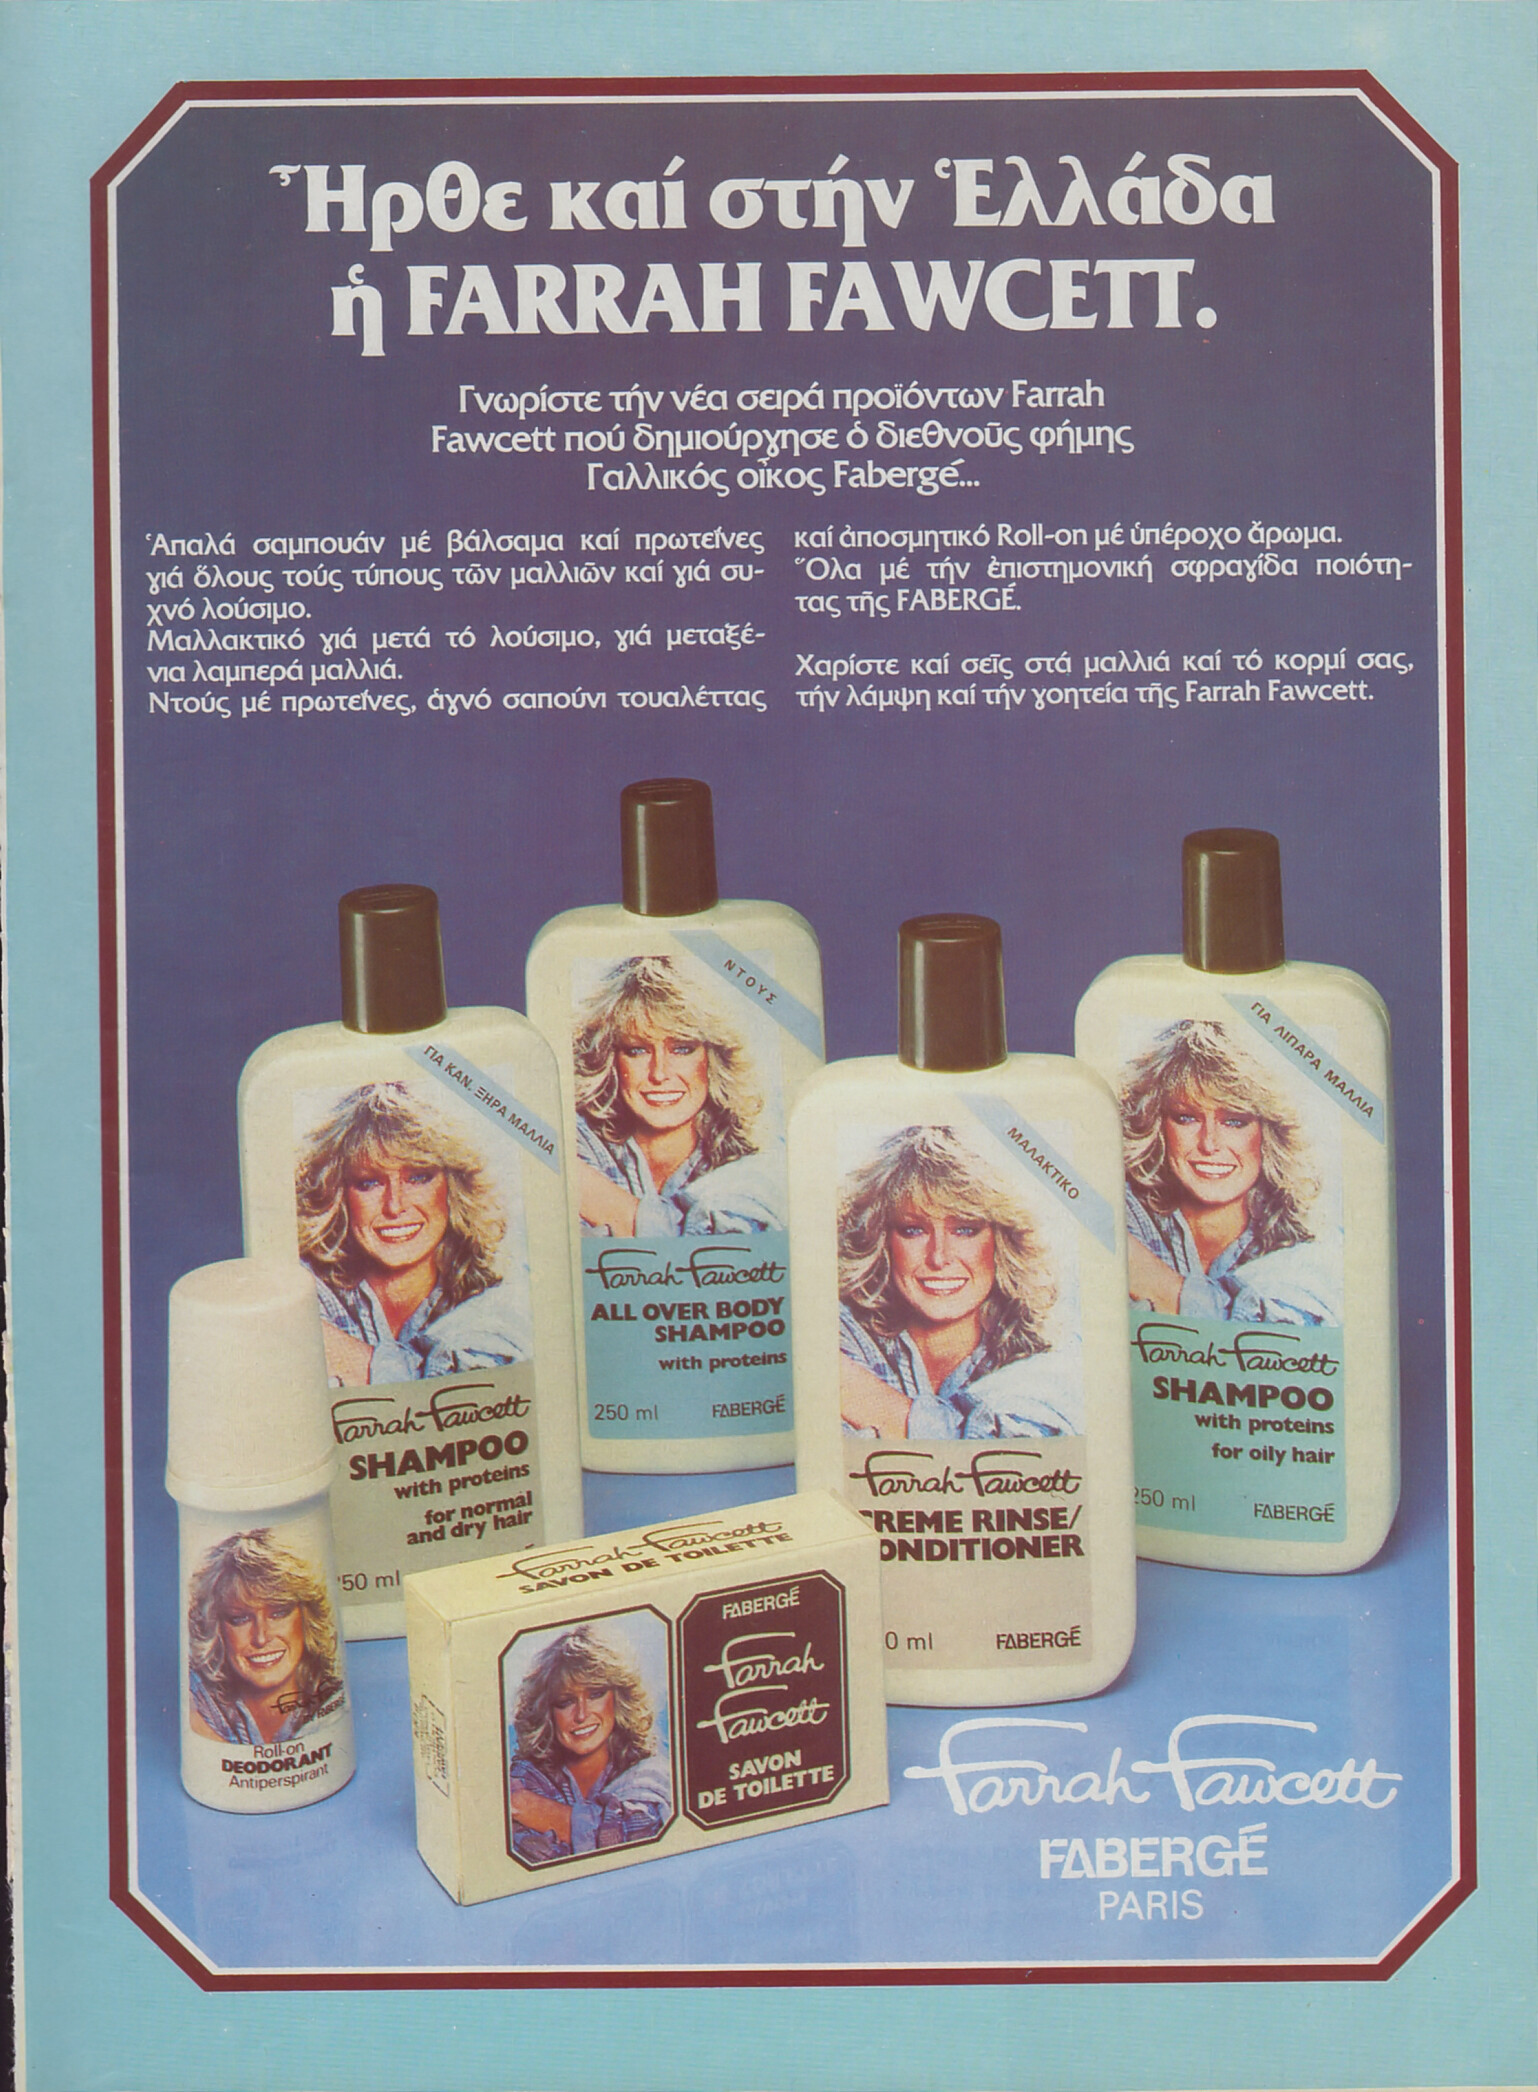 Ἦρθε καί στήν Ἑλλάδα
ἡ FARRAH FAWCETT.
Γνωρίστε τήν νέα σειρά προϊόντων Farrah
Fawcett πού δημιούργησε ὁ διεθνοῦς φήμης
Γαλλικός οἶκος Fabergé...
Ἁπαλά σαμπουάν μέ βάλσαμα καί πρωτεΐνες
γιά ὅλους τούς τύπους τῶν μαλλιῶν καί γιά συ-
χνό λούσιμο.
Μαλλακτικό γιά μετά τό λούσιμο, γιά μεταξέ-
νια λαμπερά μαλλιά.
Ντούς μέ πρωτεΐνες, ἁγνό σαπούνι τουαλέττας
καί ἀποσμητικό Roll-on μέ ὑπέροχο ἄρωμα.
Ὅλα μέ τήν ἐπιστημονική σφραγίδα ποιότη-
τας τῆς FABERGÉ.
Χαρίστε καί σεῖς στά μαλλιά καί τό κορμί σας,
τήν λάμψη καί τήν γοητεία τῆς Farrah Fawcett.
ΓΙΑ ΚΑΝ. ΞΗΡΑ ΜΑΛΛΙΑ
Farrah Fawcett
SHAMPOO
with proteins
for normal
and dry hair
50 ml
ΝΤΟΥΣ
Farrah Fawcett
ALL OVER BODY
SHAMPOO
with proteins
250 ml FABERGÉ
ΜΑΛΑΚΤΙΚΟ
Farrah Fawcett
CREME RINSE/
CONDITIONER
0 ml FABERGÉ
ΓΙΑ ΛΙΠΑΡΑ ΜΑΛΛΙΑ
Farrah Fawcett
SHAMPOO
with proteins
for oily hair
250 ml FABERGÉ
Farrah Fawcett
Roll-on
DEODORANT
Antiperspirant
Farrah Fawcett
SAVON DE TOILETTE
FABERGÉ
Farrah
Fawcett
SAVON
DE TOILETTE
Farrah Fawcett
FABERGÉ
PARIS